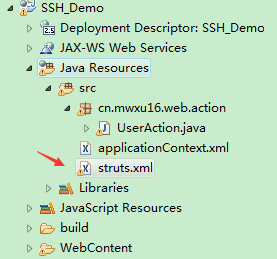 SSH_Demo
Deployment Descriptor: SSH_Demo
JAX-WS Web Services
Java Resources
src
cn.mwxu16.web.action
UserAction.java
applicationContext.xml
struts.xml
Libraries
JavaScript Resources
build
WebContent